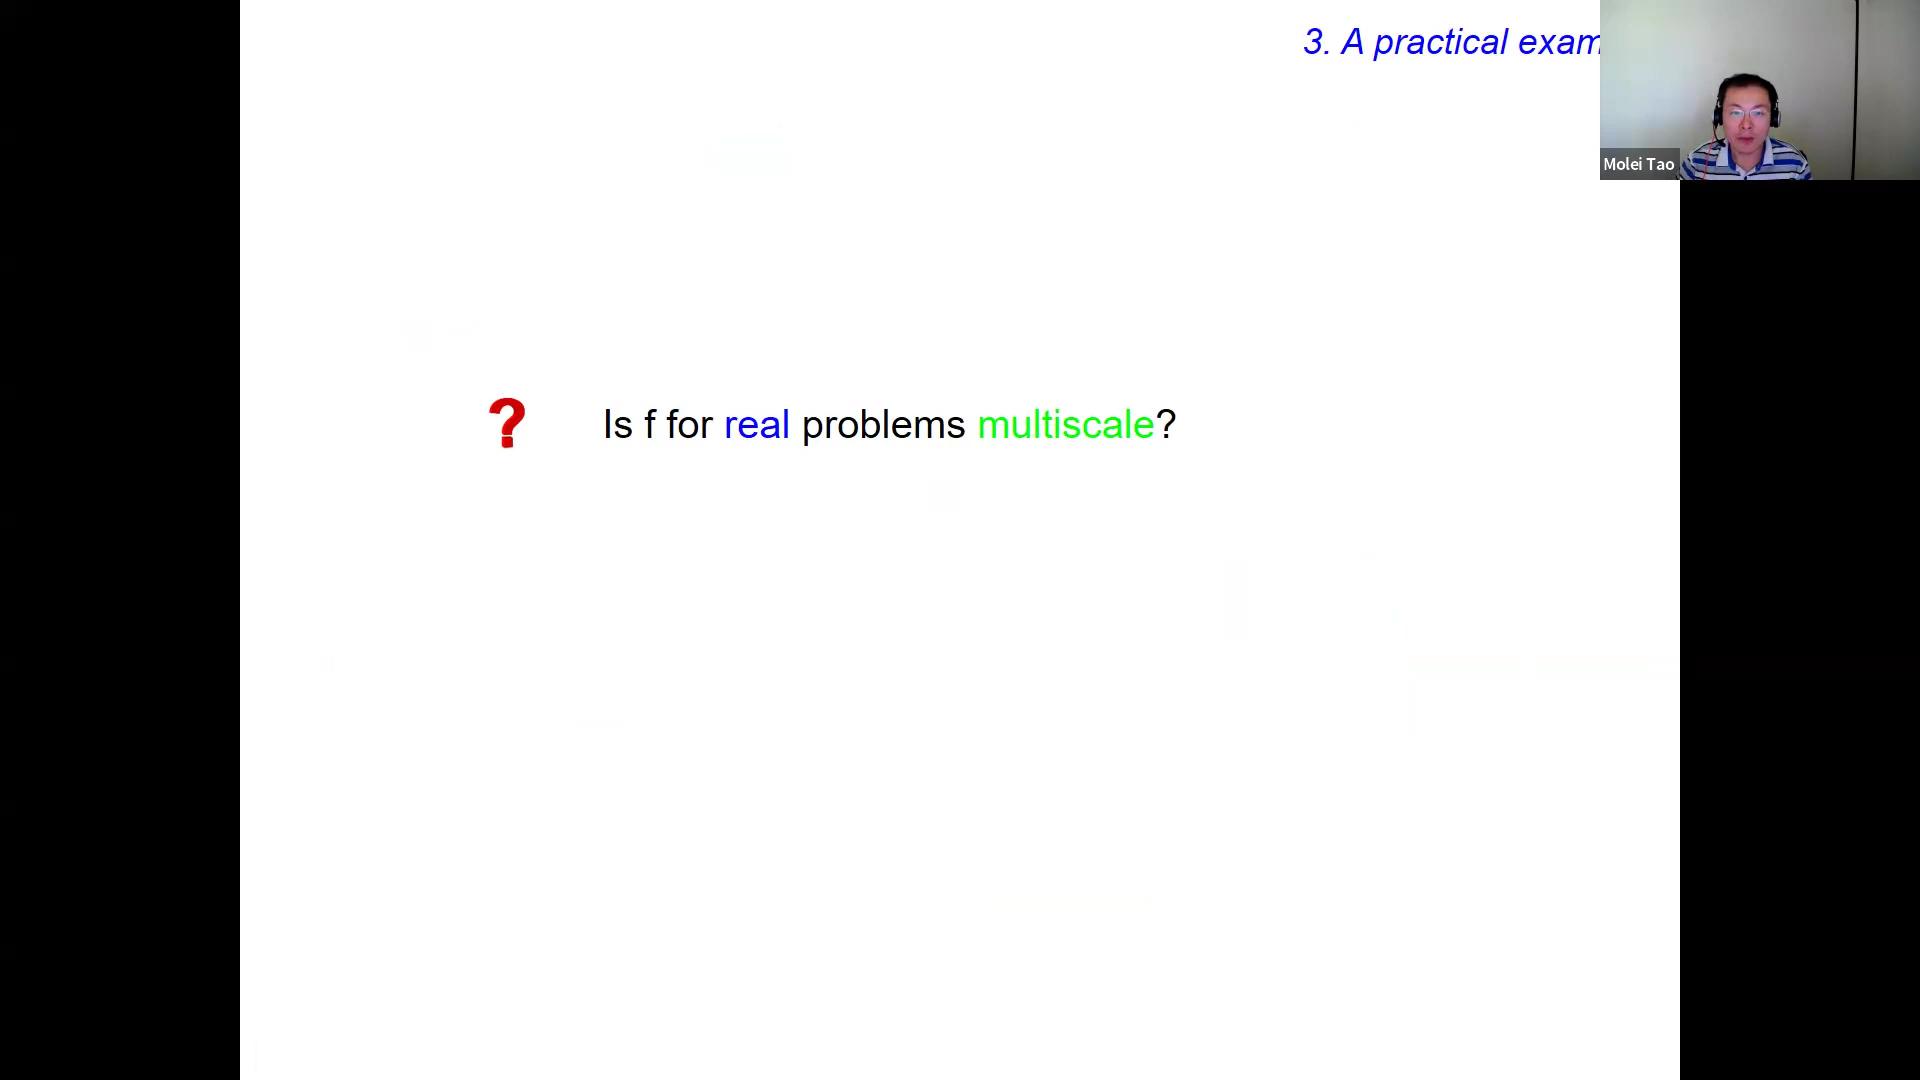 3. A practical exam
Molei Tao
? Is f for real problems multiscale?